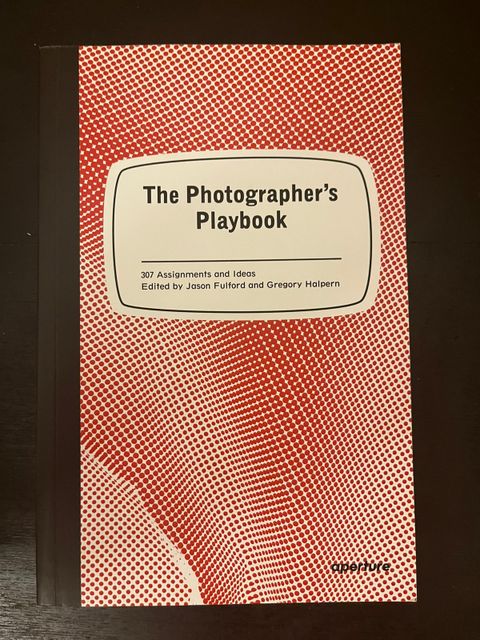 The Photographer's
Playbook
307 Assignments and Ideas
Edited by Jason Fulford and Gregory Halpern
aperture